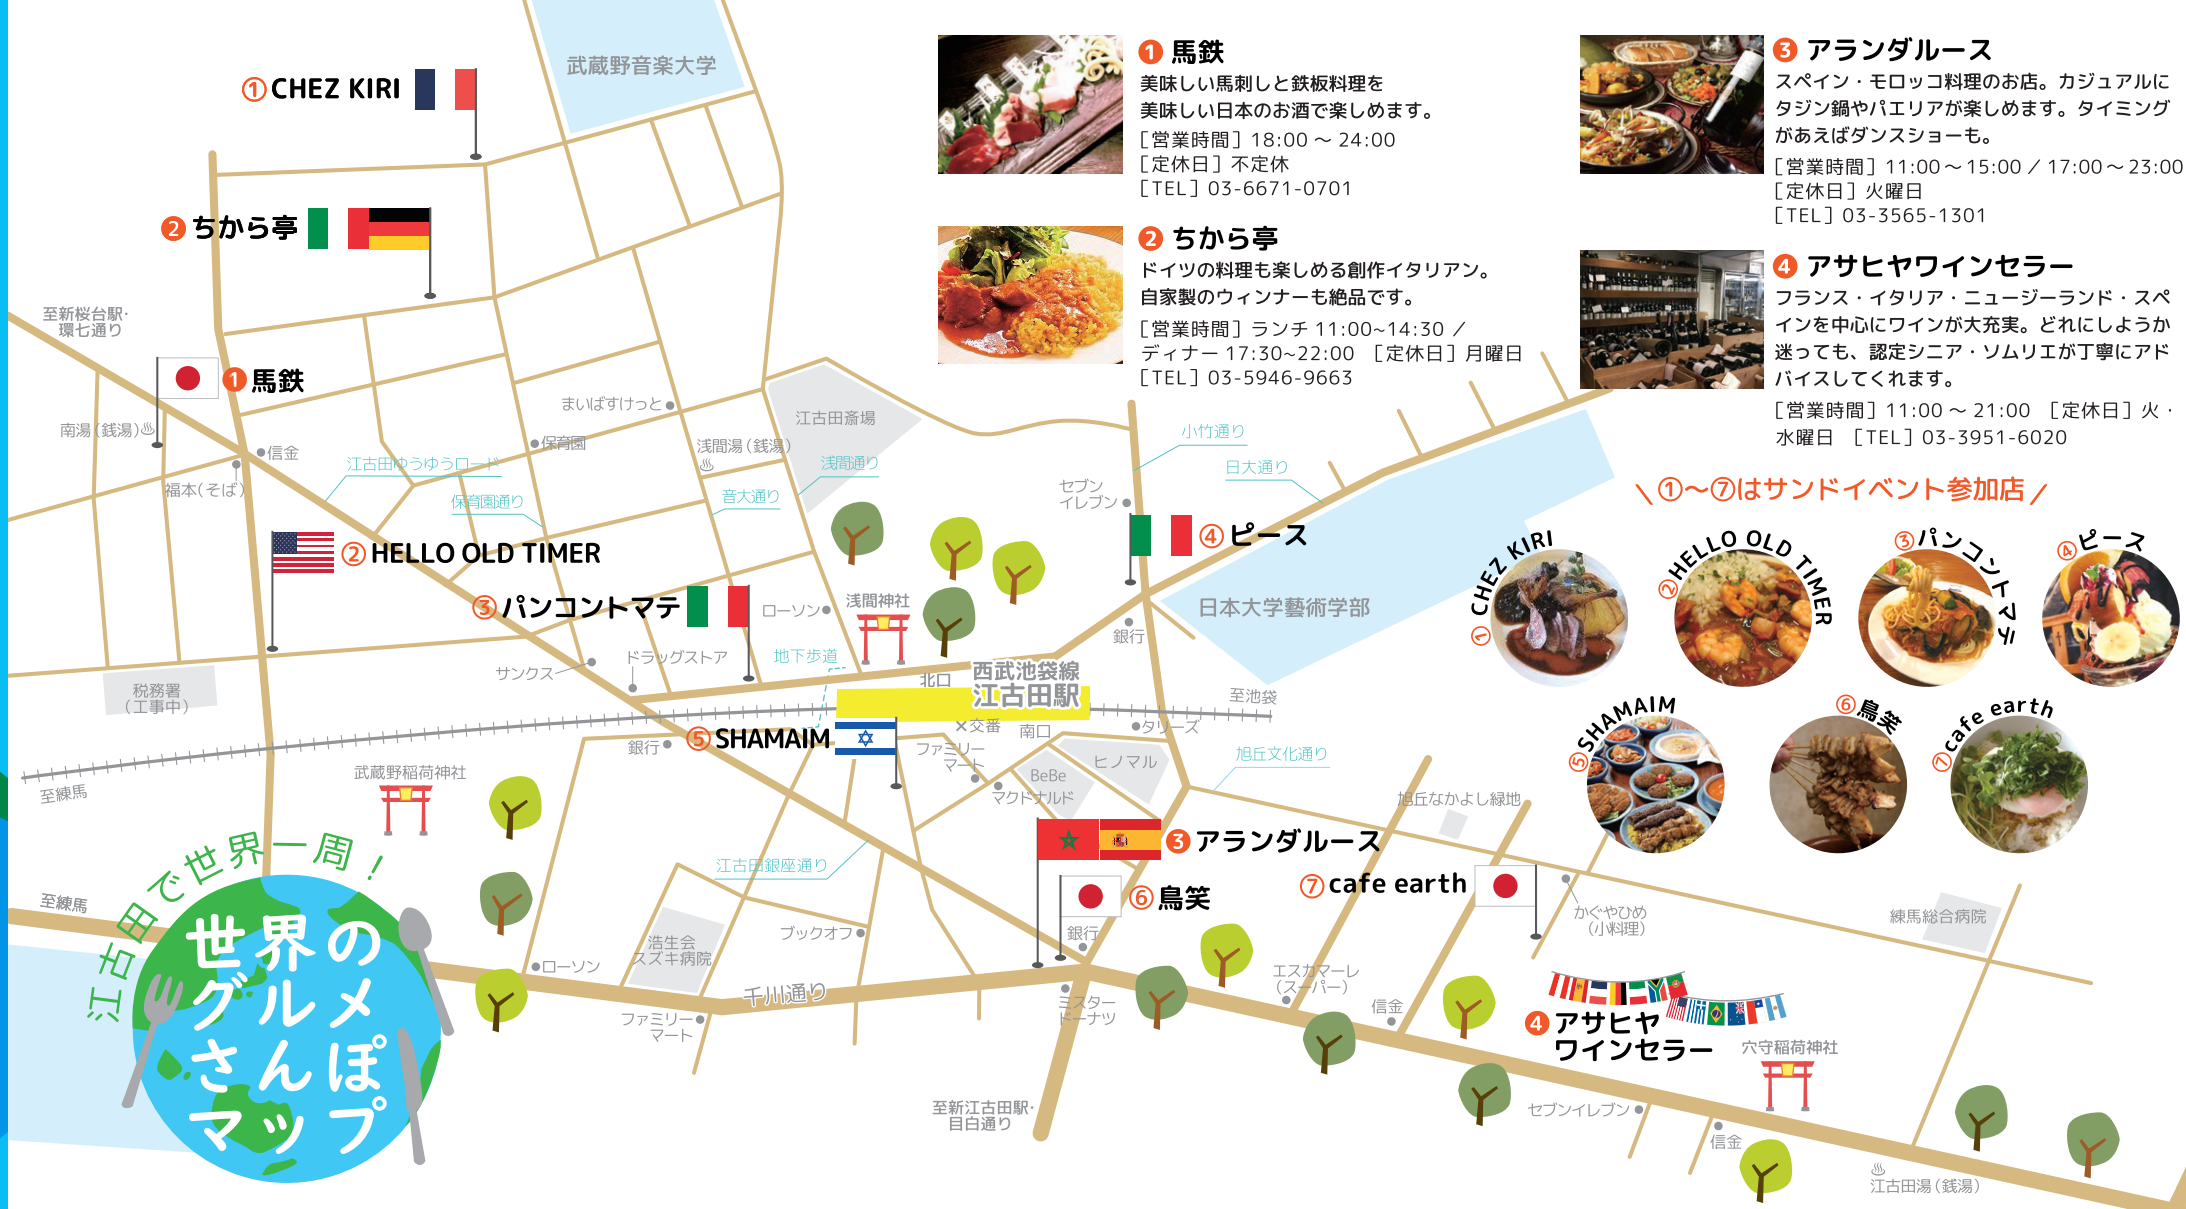 武蔵野音楽大学
①CHEZ KIRI
❷ちから亭
至新桜台駅・
環七通り
❶馬鉄
南湯(銭湯)♨
信金
福本(そば)
江古田ゆうゆうロード
保育園通り
まいばすけっと
保育園
浅間湯(銭湯)
♨
江古田斎場
浅間通り
音大通り
小竹通り
日大通り
セブン
イレブン
④ピース
②HELLO OLD TIMER
③パンコントマテ
ローソン
浅間神社
日本大学藝術学部
銀行
サンクス
ドラッグストア
地下歩道
北口
西武池袋線
江古田駅
至池袋
税務署
(工事中)
銀行
⑤SHAMAIM
×交番
南口
タリーズ
ファミリー
マート
BeBe
ヒノマル
マクドナルド
旭丘文化通り
至練馬
武蔵野稲荷神社
旭丘なかよし緑地
❸アランダルース
江古田銀座通り
⑥鳥笑
⑦cafe earth
かぐやひめ
(小料理)
練馬総合病院
至練馬
浩生会
スズキ病院
ブックオフ
銀行
ローソン
千川通り
ファミリー
マート
ミスター
ドーナツ
エスカマーレ
(スーパー)
信金
❹アサヒヤ
ワインセラー
穴守稲荷神社
至新江古田駅・
目白通り
セブンイレブン
信金
♨
江古田湯(銭湯)
江古田で世界一周!
世界の
グルメ
さんぽ
マップ
❶馬鉄
美味しい馬刺しと鉄板料理を
美味しい日本のお酒で楽しめます。
[営業時間]18:00〜24:00
[定休日]不定休
[TEL]03-6671-0701
❷ちから亭
ドイツの料理も楽しめる創作イタリアン。
自家製のウィンナーも絶品です。
[営業時間]ランチ 11:00~14:30 /
ディナー 17:30~22:00 [定休日]月曜日
[TEL]03-5946-9663
❸アランダルース
スペイン・モロッコ料理のお店。カジュアルに
タジン鍋やパエリアが楽しめます。タイミング
があえばダンスショーも。
[営業時間]11:00〜15:00 / 17:00〜23:00
[定休日]火曜日
[TEL]03-3565-1301
❹アサヒヤワインセラー
フランス・イタリア・ニュージーランド・スペ
インを中心にワインが大充実。どれにしようか
迷っても、認定シニア・ソムリエが丁寧にアド
バイスしてくれます。
[営業時間]11:00〜21:00 [定休日]火・
水曜日 [TEL]03-3951-6020
\①〜⑦はサンドイベント参加店/
①CHEZ KIRI
②HELLO OLD TIMER
③パンコントマテ
④ピース
⑤SHAMAIM
⑥鳥笑
⑦cafe earth